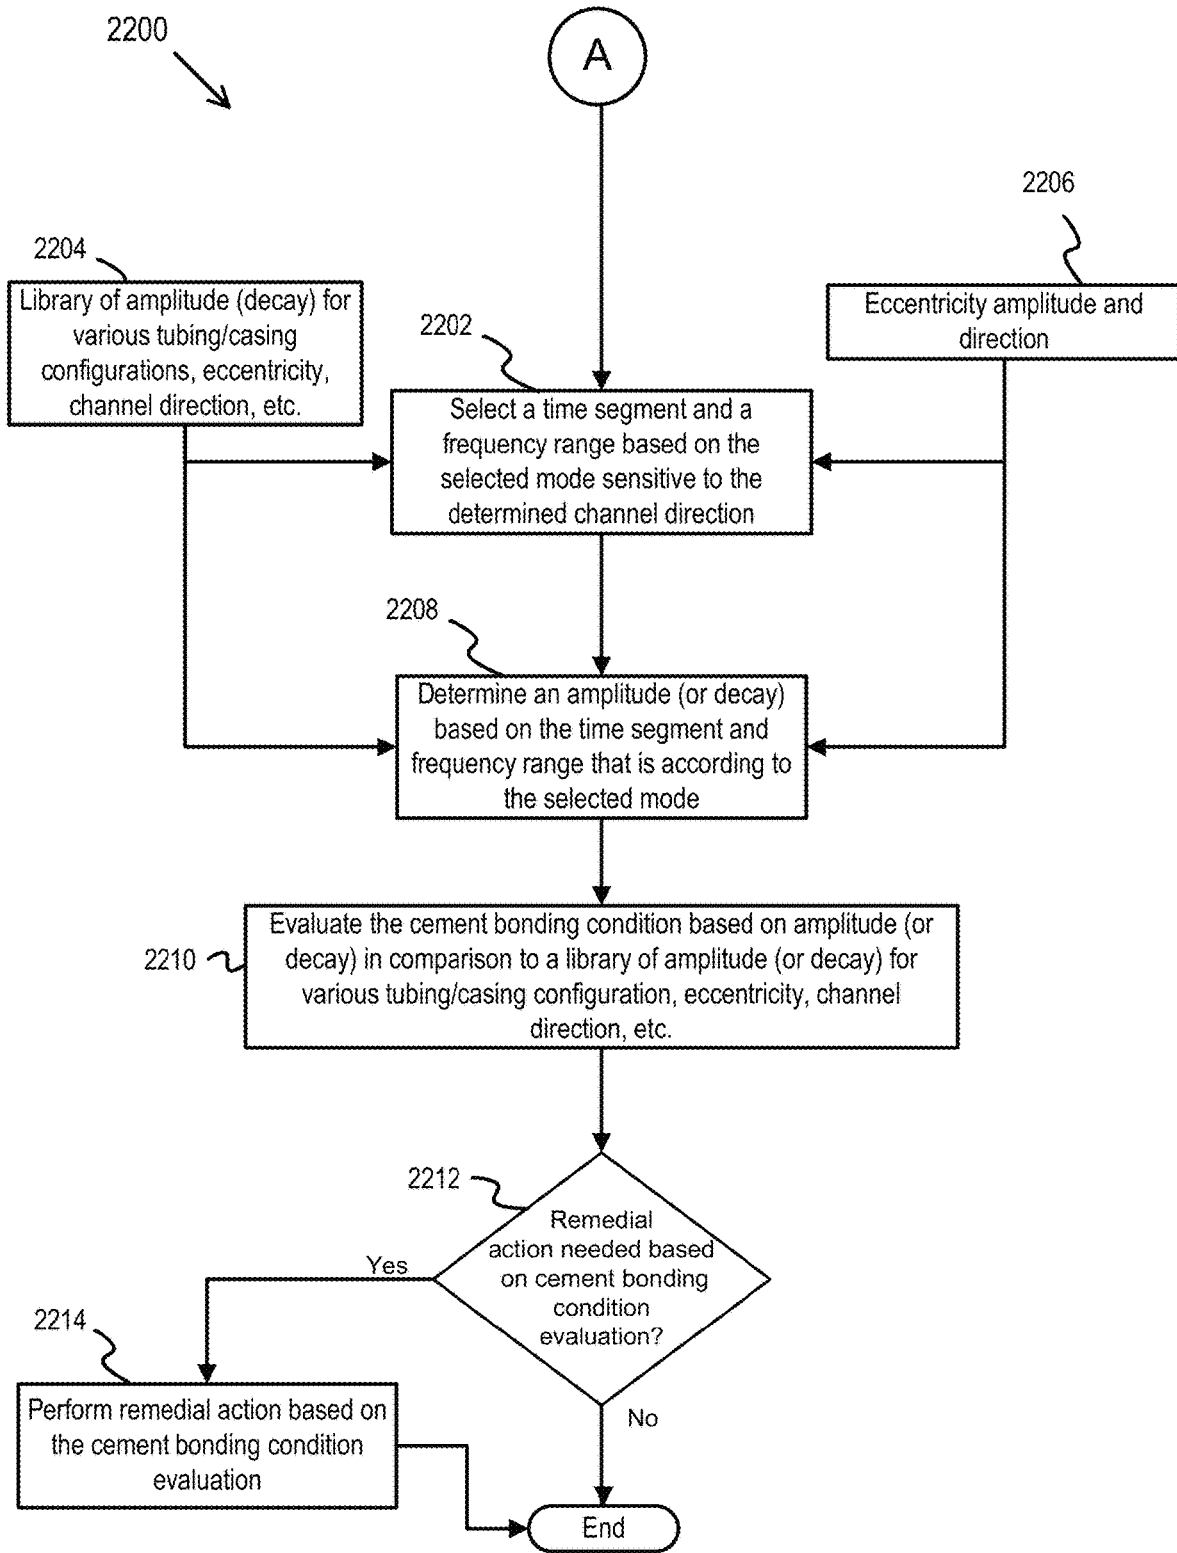 2200
A
2206
2204
Library of amplitude (decay) for
various tubing/casing
configurations, eccentricity,
channel direction, etc.
Eccentricity amplitude and
direction
2202
Select a time segment and a
frequency range based on the
selected mode sensitive to the
determined channel direction
2208
Determine an amplitude (or decay)
based on the time segment and
frequency range that is according to
the selected mode
2210
Evaluate the cement bonding condition based on amplitude (or
decay) in comparison to a library of amplitude (or decay) for
various tubing/casing configuration, eccentricity, channel
direction, etc.
2212
Remedial
action needed based
on cement bonding
condition
evaluation?
Yes
2214
Perform remedial action based on
the cement bonding condition
evaluation
No
End